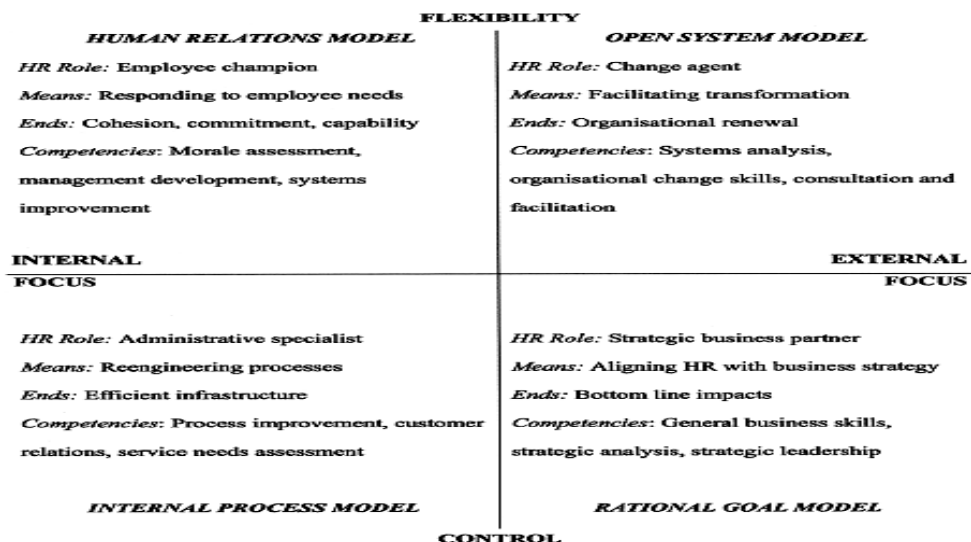 FLEXIBILITY
HUMAN RELATIONS MODEL
HR Role: Employee champion
Means: Responding to employee needs
Ends: Cohesion, commitment, capability
Competencies: Morale assessment,
management development, systems
improvement
OPEN SYSTEM MODEL
HR Role: Change agent
Means: Facilitating transformation
Ends: Organisational renewal
Competencies: Systems analysis,
organisational change skills, consultation and
facilitation
INTERNAL
FOCUS
EXTERNAL
FOCUS
HR Role: Administrative specialist
Means: Reengineering processes
Ends: Efficient infrastructure
Competencies: Process improvement, customer
relations, service needs assessment
INTERNAL PROCESS MODEL
HR Role: Strategic business partner
Means: Aligning HR with business strategy
Ends: Bottom line impacts
Competencies: General business skills,
strategic analysis, strategic leadership
RATIONAL GOAL MODEL
CONTROL